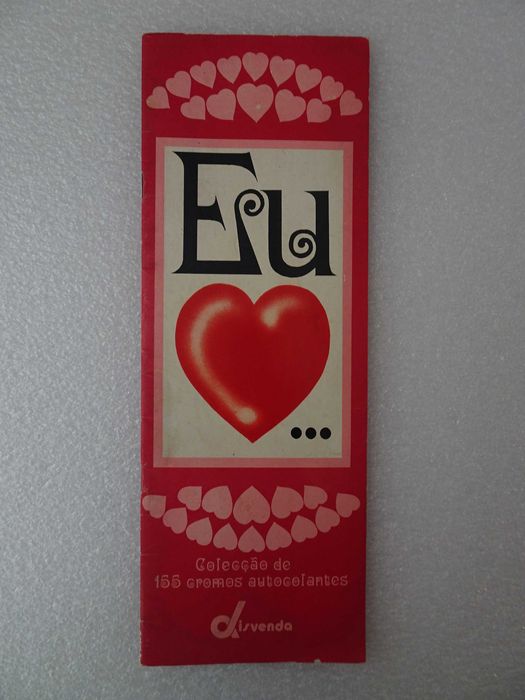 Eu
...
Colecção de
155 cromos autocolantes
disvenda